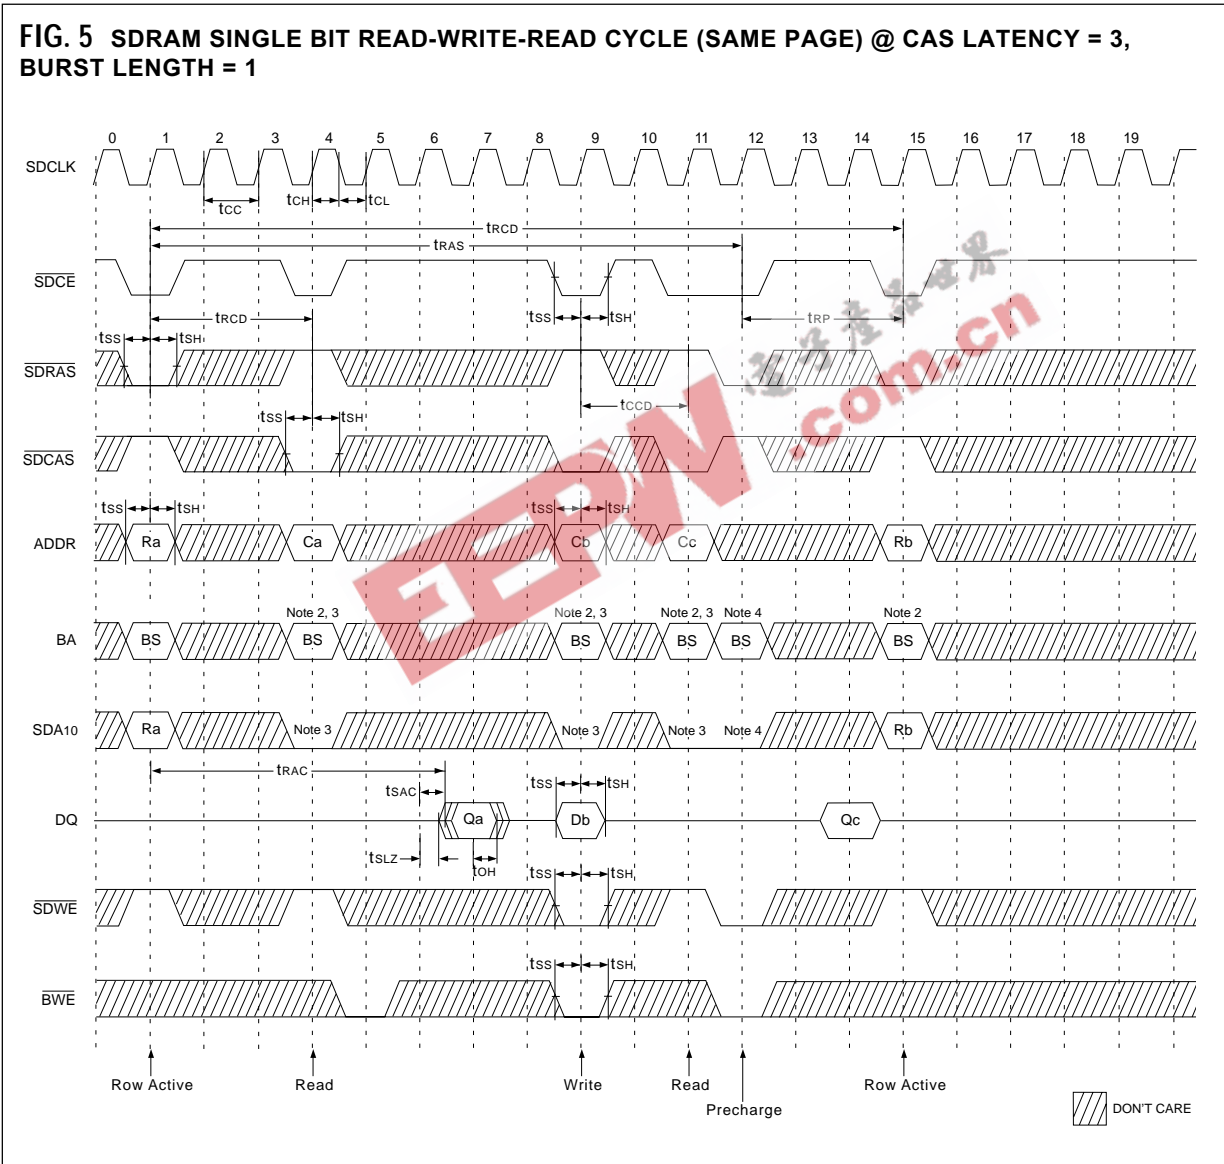 FIG. 5 SDRAM SINGLE BIT READ-WRITE-READ CYCLE (SAME PAGE) @ CAS LATENCY = 3,
BURST LENGTH = 1
0 1 2 3 4 5 6 7 8 9 10 11 12 13 14 15 16 17 18 19
SDCLK
tCC tCH tCL
tRCD
tRAS
SDCE
tRCD tSS tSH tRP
tSS tSH
SDRAS
tCCD
tSS tSH
SDCAS
tSS tSH tSS tSH
ADDR Ra Ca Cb Cc Rb
Note 2, 3 Note 2, 3 Note 2, 3 Note 4 Note 2
BA BS BS BS BS BS BS
SDA10 Ra Note 3 Note 3 Note 3 Note 4 Rb
tRAC
tSAC tSS tSH
DQ Qa Db Qc
tSLZ tOH tSS tSH
SDWE
tSS tSH
BWE
Row Active Read Write Read Row Active
Precharge
DON'T CARE
EEPW
電子產品世界
.com.cn